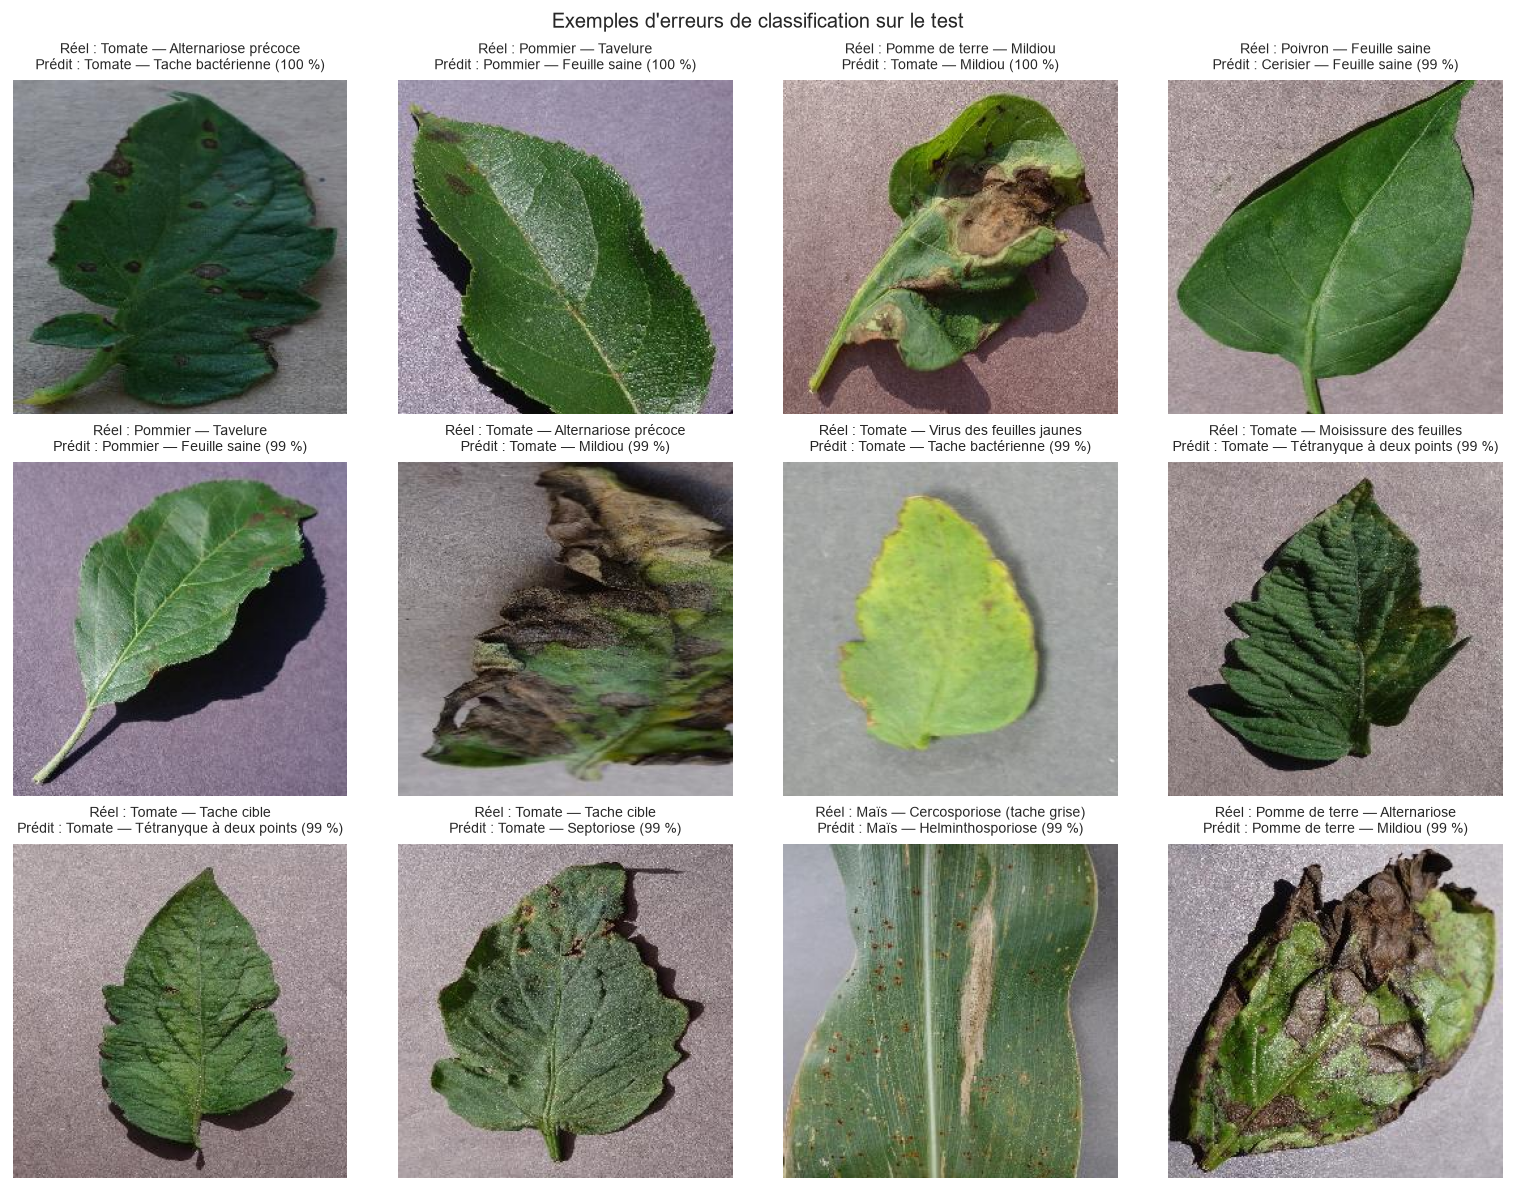 Exemples d'erreurs de classification sur le test
Réel : Tomate — Alternariose précoce
Prédit : Tomate — Tache bactérienne (100 %)
Réel : Pommier — Tavelure
Prédit : Pommier — Feuille saine (100 %)
Réel : Pomme de terre — Mildiou
Prédit : Tomate — Mildiou (100 %)
Réel : Poivron — Feuille saine
Prédit : Cerisier — Feuille saine (99 %)
Réel : Pommier — Tavelure
Prédit : Pommier — Feuille saine (99 %)
Réel : Tomate — Alternariose précoce
Prédit : Tomate — Mildiou (99 %)
Réel : Tomate — Virus des feuilles jaunes
Prédit : Tomate — Tache bactérienne (99 %)
Réel : Tomate — Moisissure des feuilles
Prédit : Tomate — Tétranyque à deux points (99 %)
Réel : Tomate — Tache cible
Prédit : Tomate — Tétranyque à deux points (99 %)
Réel : Tomate — Tache cible
Prédit : Tomate — Septoriose (99 %)
Réel : Maïs — Cercosporiose (tache grise)
Prédit : Maïs — Helminthosporiose (99 %)
Réel : Pomme de terre — Alternariose
Prédit : Pomme de terre — Mildiou (99 %)